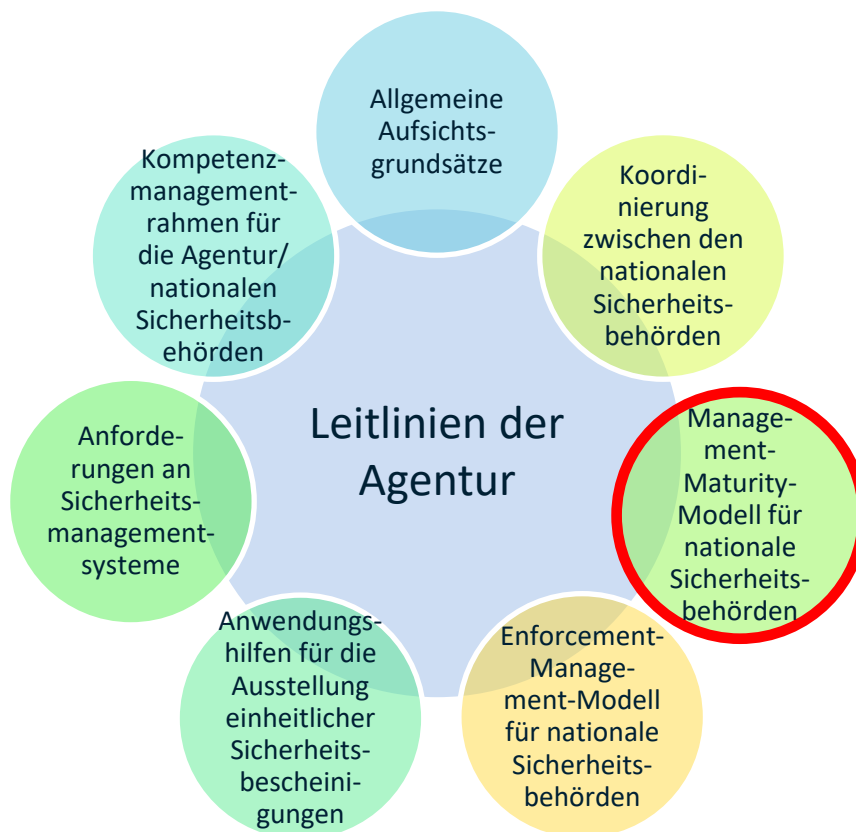 Allgemeine
Aufsichts-
grundsätze
Koordi-
nierung
zwischen den
nationalen
Sicherheits-
behörden
Manage-
ment-
Maturity-
Modell für
nationale
Sicherheits-
behörden
Enforcement-
Manage-
ment-Modell
für nationale
Sicherheits-
behörden
Anwendungs-
hilfen für die
Ausstellung
einheitlicher
Sicherheits-
bescheini-
gungen
Anforde-
rungen an
Sicherheits-
management-
systeme
Kompetenz-
management-
rahmen für
die Agentur/
nationalen
Sicherheitsb-
ehörden
Leitlinien der
Agentur